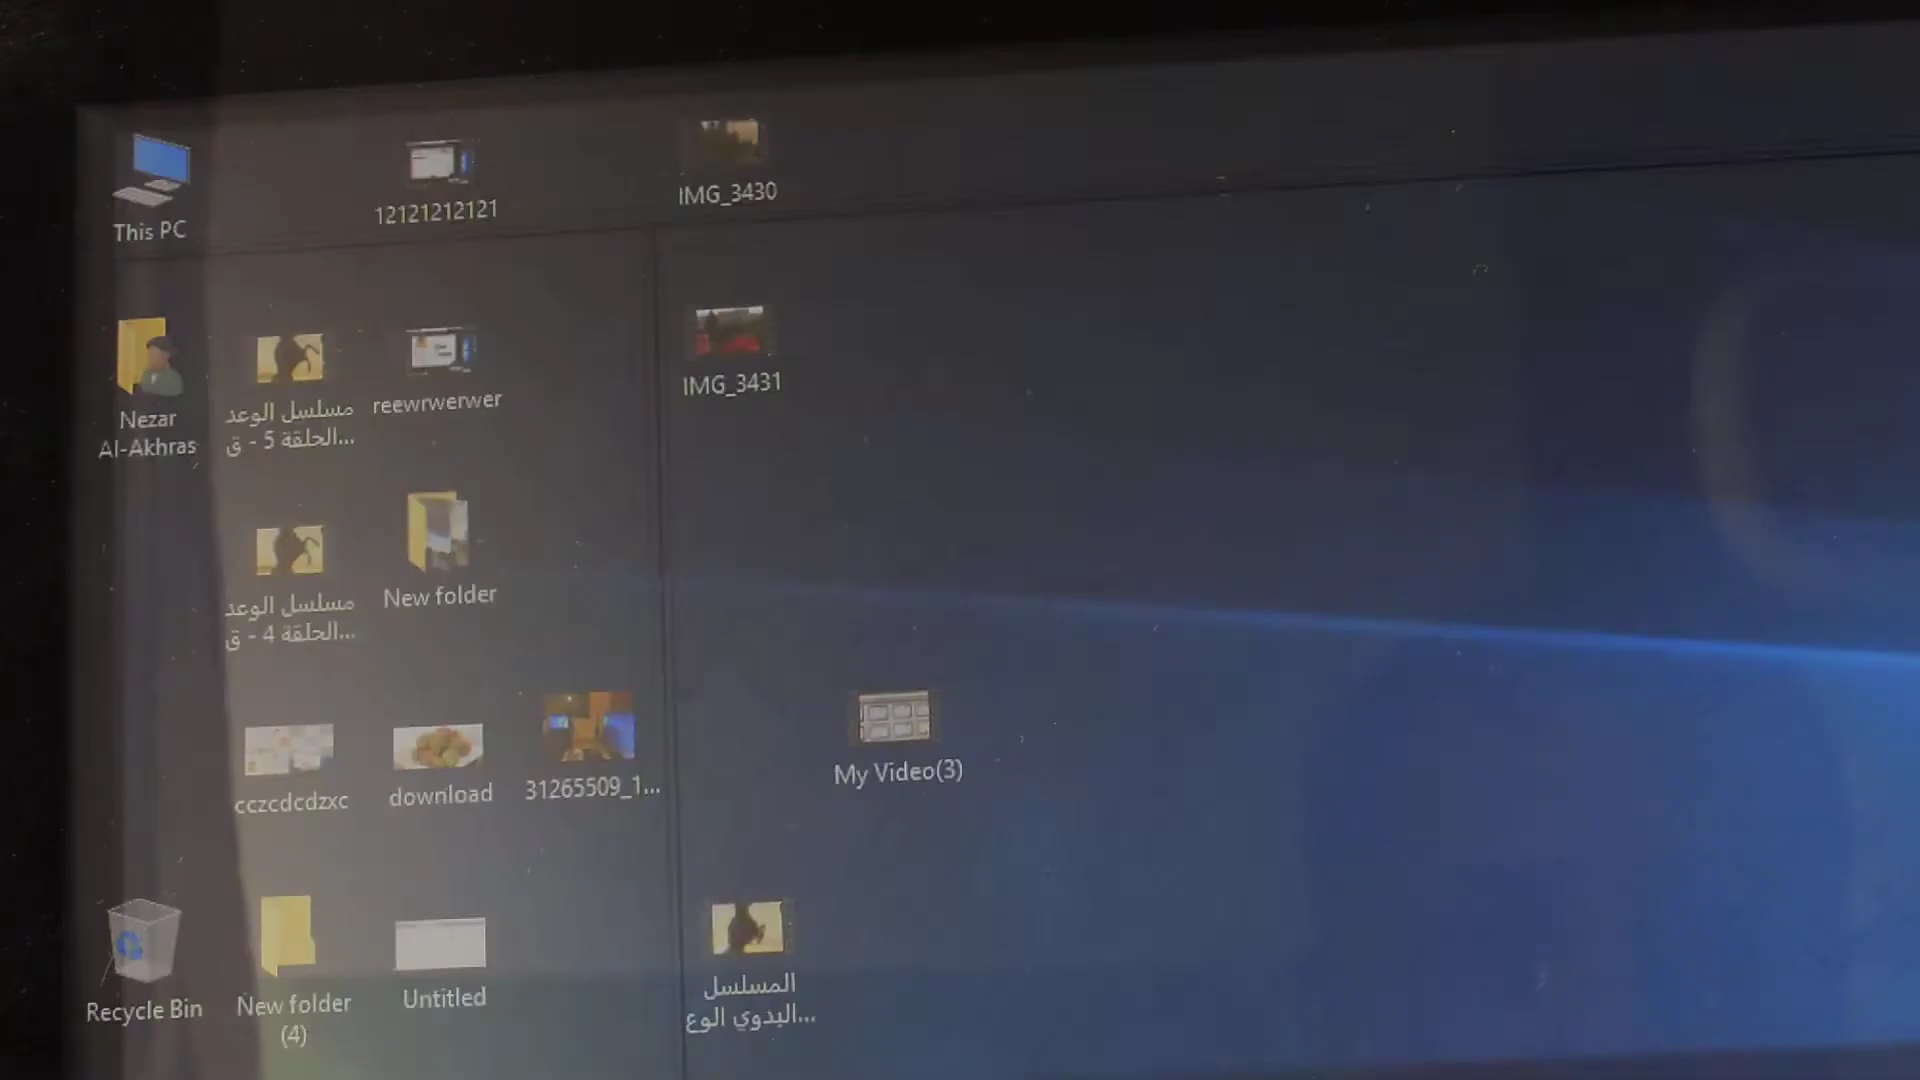 This PC
12121212121
IMG_3430
Nezar
Al-Akhras
مسلسل الوعد
الحلقة 5 - ق...
reewrwerwer
IMG_3431
مسلسل الوعد
الحلقة 4 - ق...
New folder
cczcdcdzxc
download
31265509_1...
My Video(3)
Recycle Bin
New folder
(4)
Untitled
المسلسل
البدوي الوع...